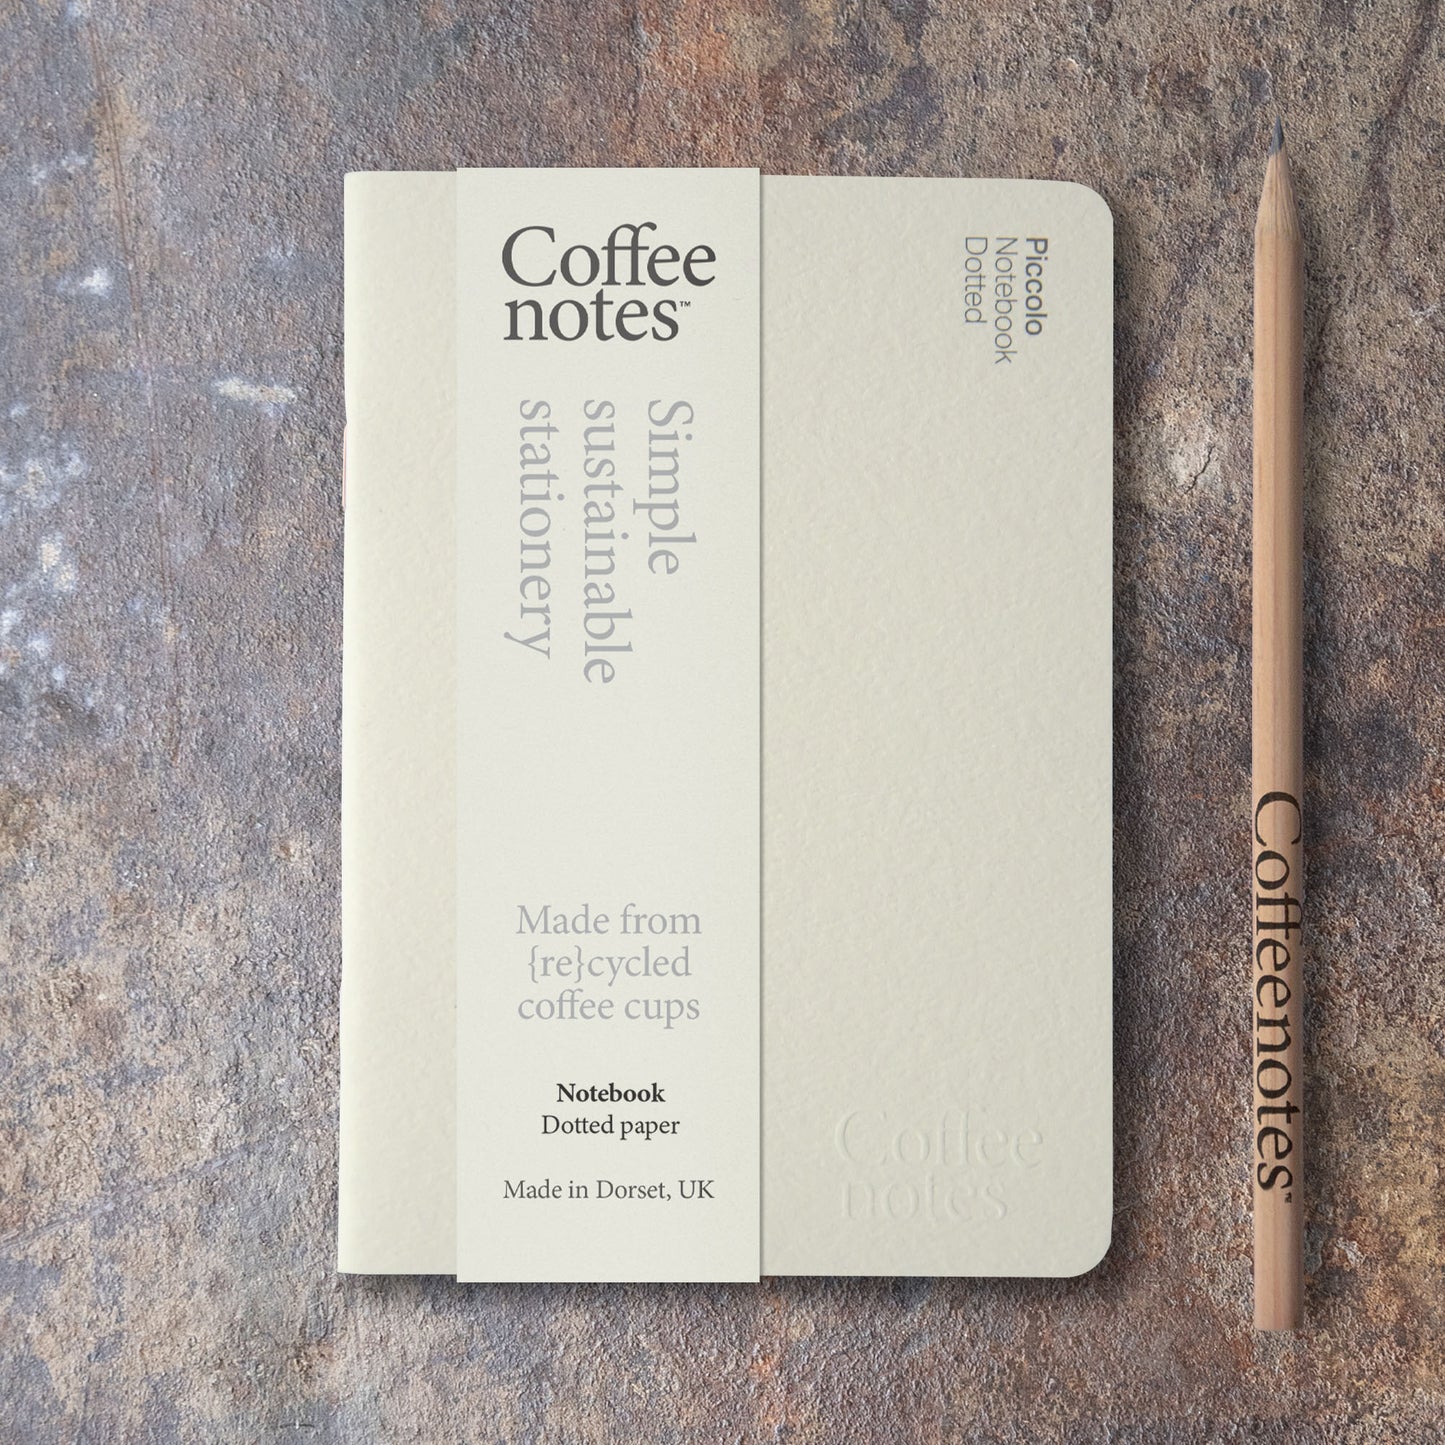 Coffee
notes™
Simple
sustainable
stationery
Made from
{re}cycled
coffee cups
Notebook
Dotted paper
Made in Dorset, UK
Piccolo
Notebook
Dotted
Coffee
notes
Coffeenotes™